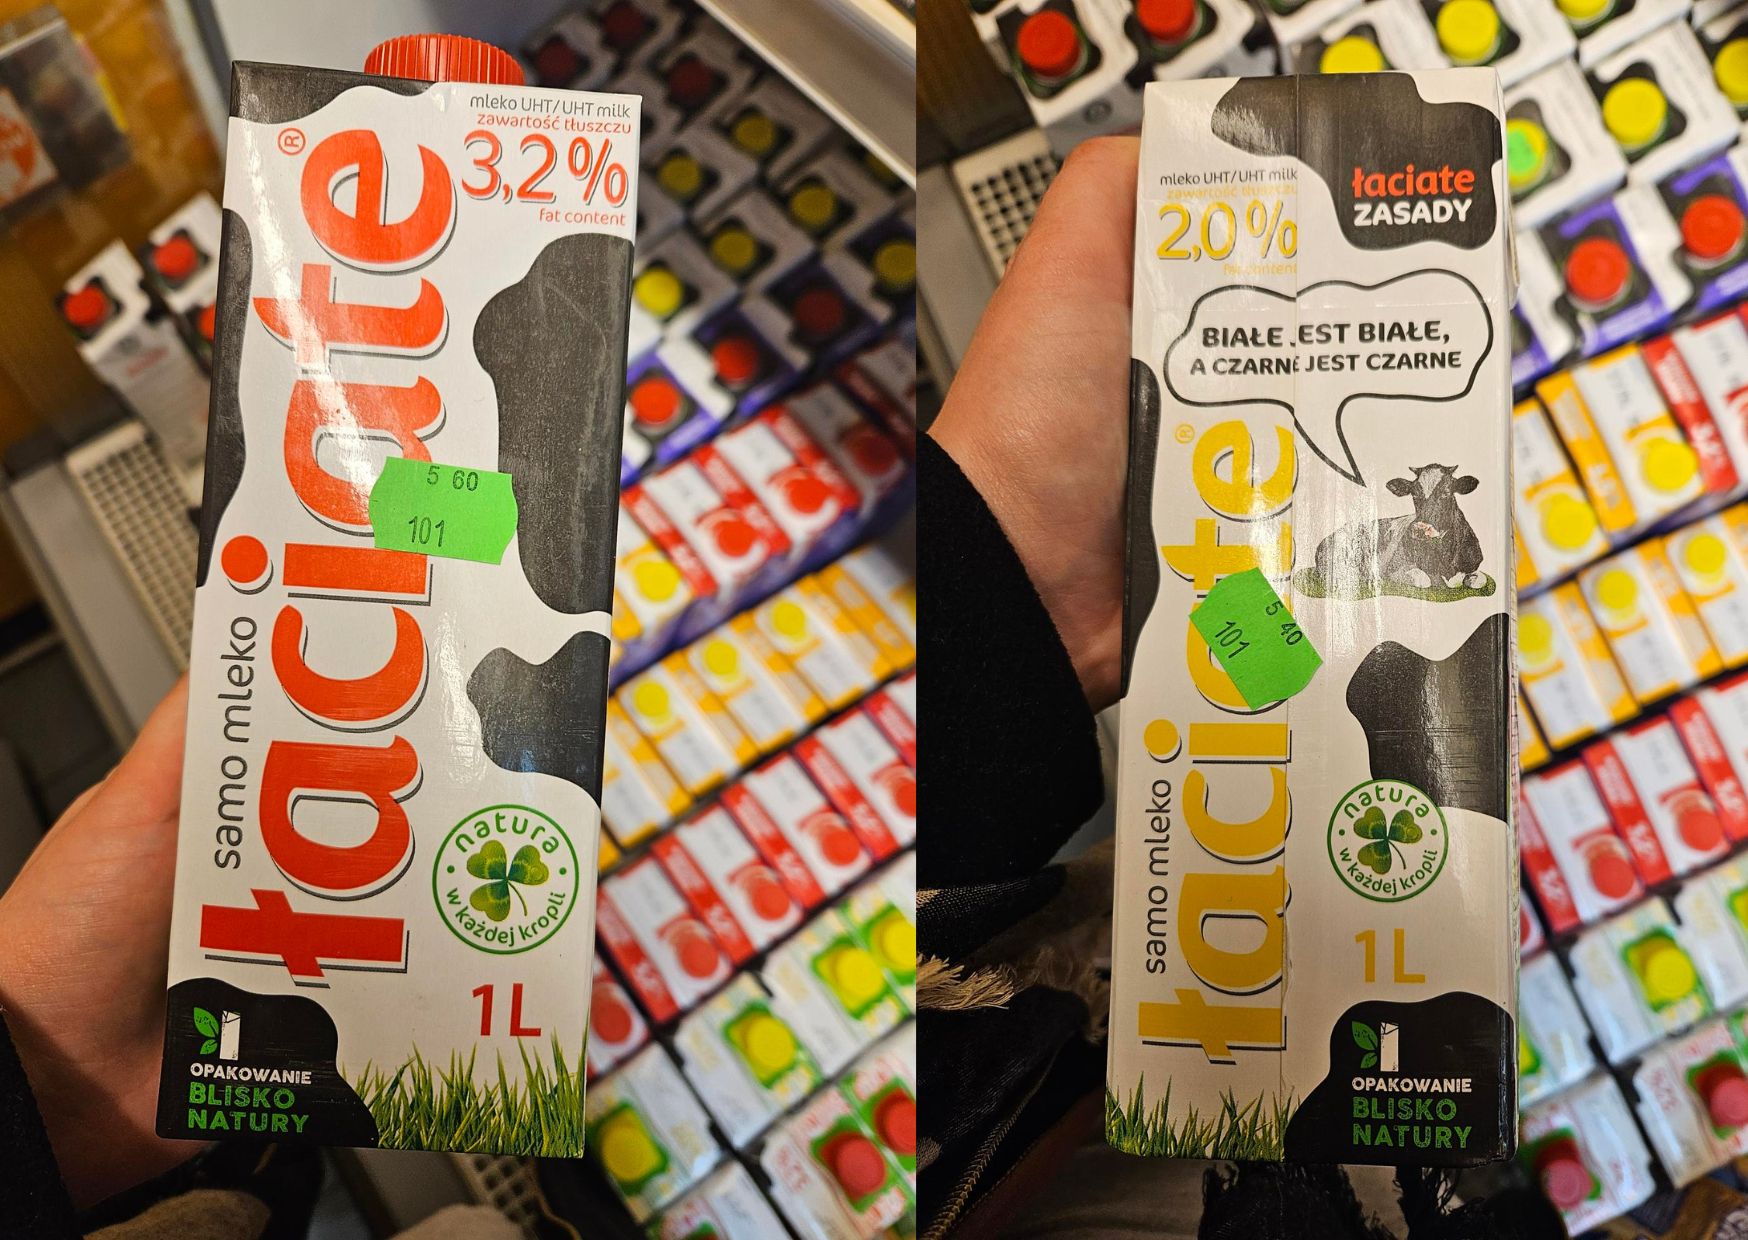 mleko UHT/UHT milk
zawartość tłuszczu
3,2%
fat content
łaciate®
samo mleko
5 60
101
natura
w każdej kropli
1L
OPAKOWANIE
BLISKO
NATURY
mleko UHT/UHT milk
zawartość tłuszczu
2,0%
fat content
łaciate
ZASADY
BIAŁE JEST BIAŁE,
A CZARNE JEST CZARNE
łaciate®
samo mleko
5 40
101
natura
w każdej kropli
1L
OPAKOWANIE
BLISKO
NATURY